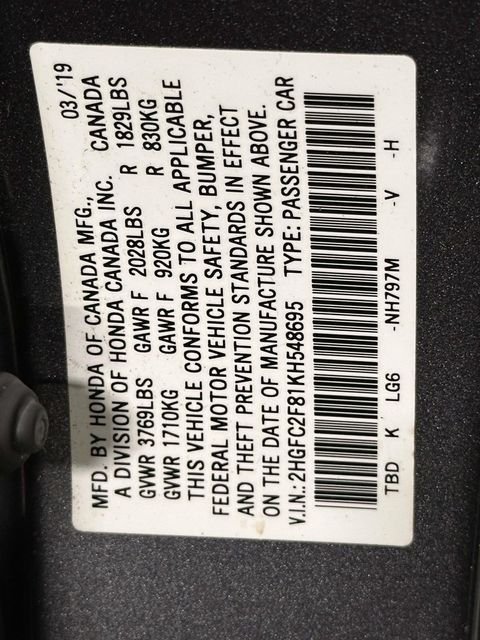 MFD. BY HONDA OF CANADA MFG., 03/'19
A DIVISION OF HONDA CANADA INC. CANADA
GVWR 3769LBS GAWR F 2028LBS R 1829LBS
GVWR 1710KG GAWR F 920KG R 830KG
THIS VEHICLE CONFORMS TO ALL APPLICABLE
FEDERAL MOTOR VEHICLE SAFETY, BUMPER,
AND THEFT PREVENTION STANDARDS IN EFFECT
ON THE DATE OF MANUFACTURE SHOWN ABOVE.
V.I.N.: 2HGFC2F81KH548695 TYPE: PASSENGER CAR
TBD K LG6 -NH797M -V -H